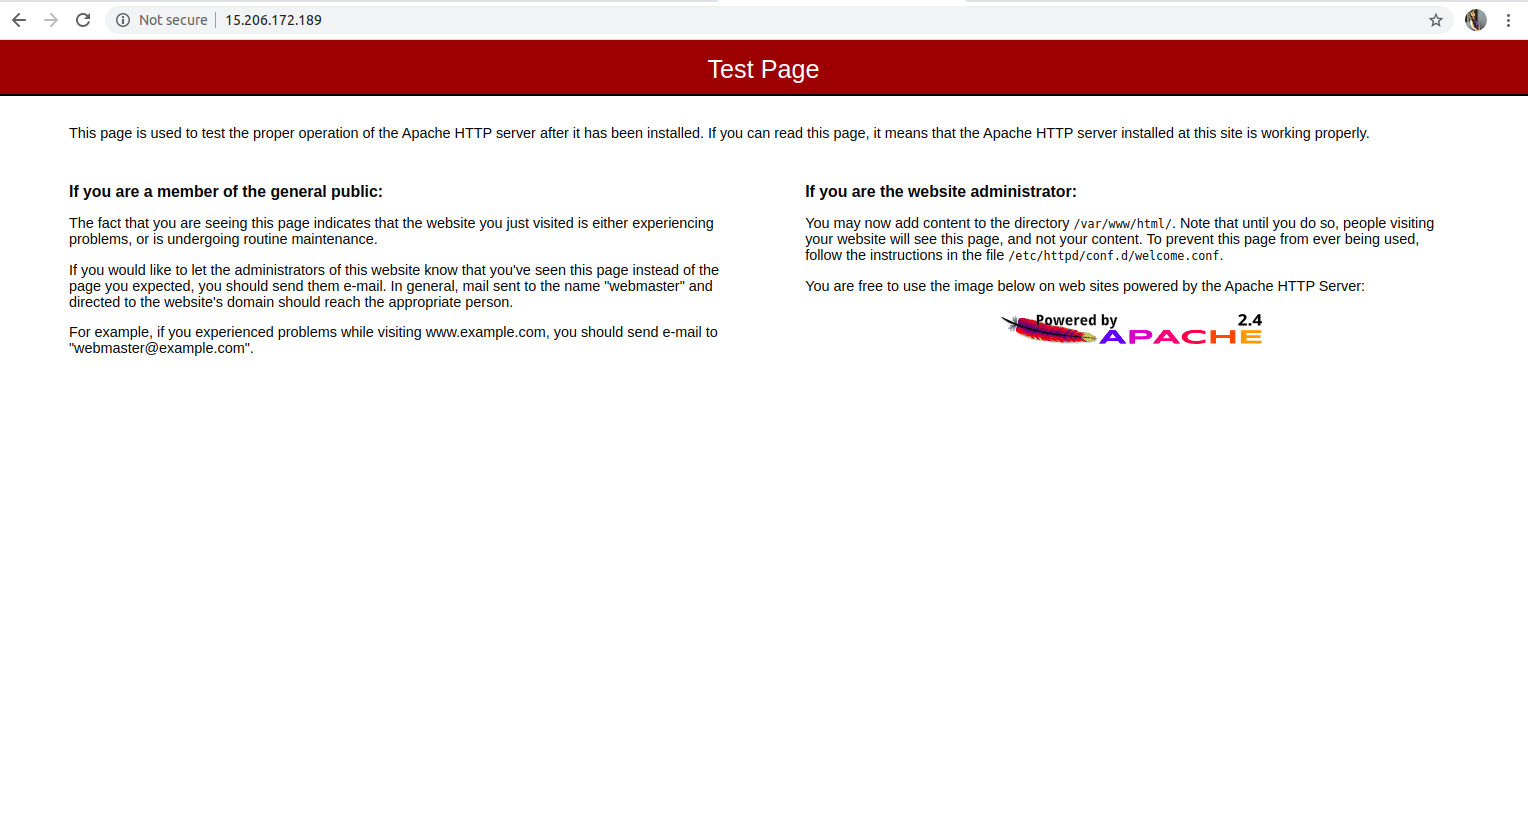 Not secure 15.206.172.189
Test Page
This page is used to test the proper operation of the Apache HTTP server after it has been installed. If you can read this page, it means that the Apache HTTP server installed at this site is working properly.
If you are a member of the general public:
The fact that you are seeing this page indicates that the website you just visited is either experiencing
problems, or is undergoing routine maintenance.
If you would like to let the administrators of this website know that you've seen this page instead of the
page you expected, you should send them e-mail. In general, mail sent to the name "webmaster" and
directed to the website's domain should reach the appropriate person.
For example, if you experienced problems while visiting www.example.com, you should send e-mail to
"webmaster@example.com".
If you are the website administrator:
You may now add content to the directory /var/www/html/. Note that until you do so, people visiting
your website will see this page, and not your content. To prevent this page from ever being used,
follow the instructions in the file /etc/httpd/conf.d/welcome.conf.
You are free to use the image below on web sites powered by the Apache HTTP Server:
Powered by 2.4
APACHE